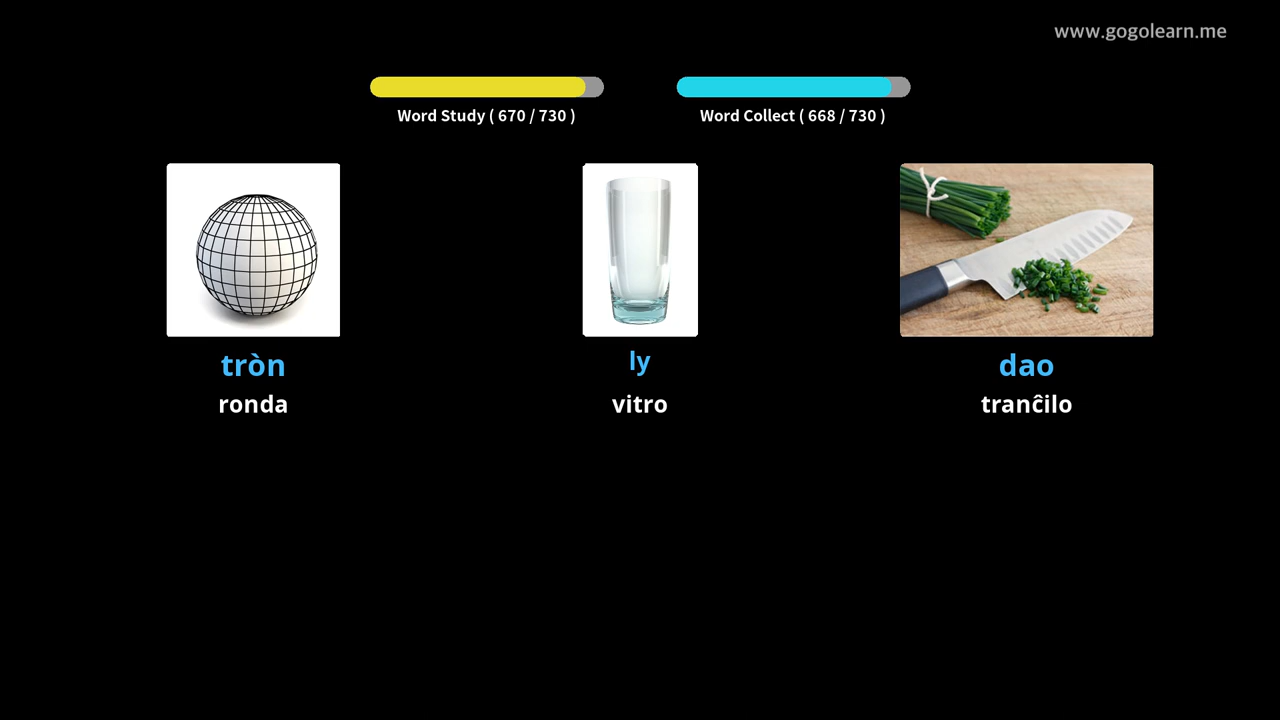 www.gogolearn.me
Word Study ( 670 / 730 )
Word Collect ( 668 / 730 )
tròn
ly
dao
ronda
vitro
tranĉilo